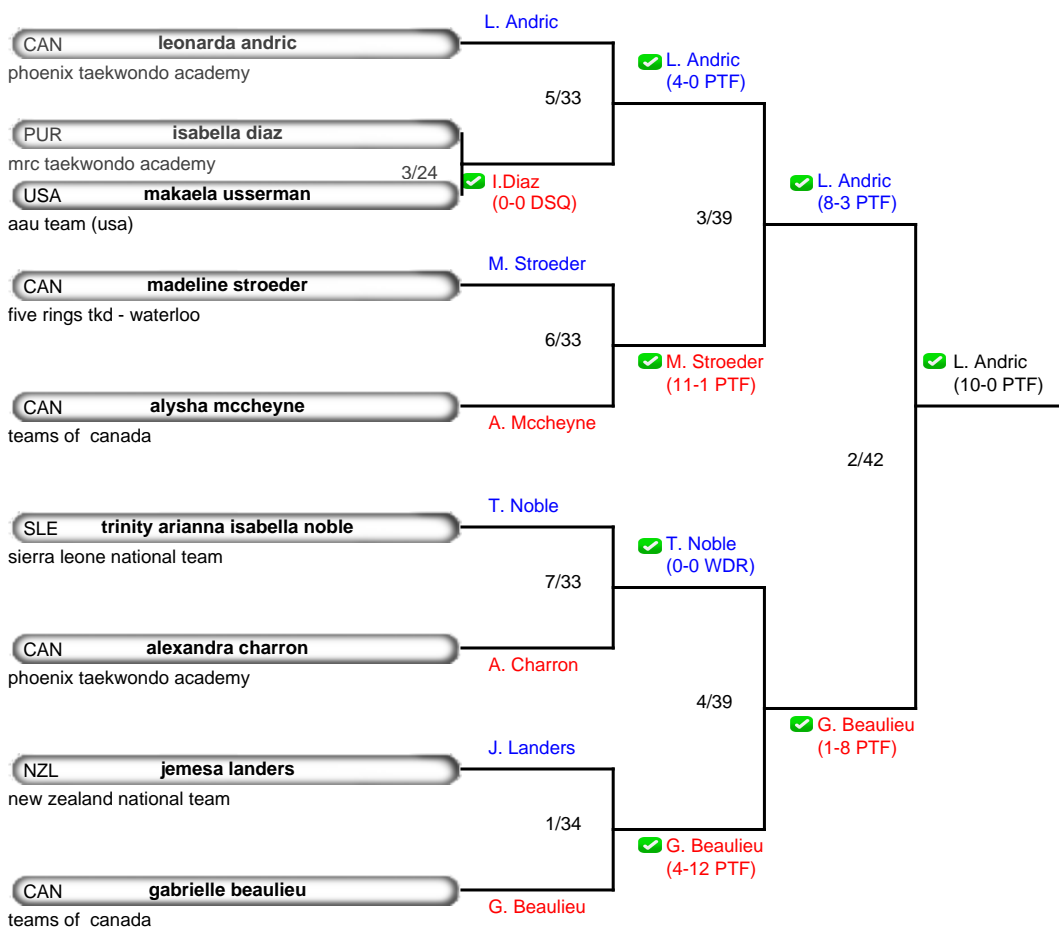 L. Andric
CAN leonarda andric
phoenix taekwondo academy
L. Andric
(4-0 PTF)
5/33
PUR isabella diaz
mrc taekwondo academy
3/24
I.Diaz
(0-0 DSQ)
USA makaela usserman
aau team (usa)
L. Andric
(8-3 PTF)
3/39
M. Stroeder
CAN madeline stroeder
five rings tkd - waterloo
6/33
M. Stroeder
(11-1 PTF)
L. Andric
(10-0 PTF)
CAN alysha mccheyne
teams of  canada
A. Mccheyne
2/42
T. Noble
SLE trinity arianna isabella noble
sierra leone national team
T. Noble
(0-0 WDR)
7/33
CAN alexandra charron
phoenix taekwondo academy
A. Charron
4/39
G. Beaulieu
(1-8 PTF)
J. Landers
NZL jemesa landers
new zealand national team
1/34
G. Beaulieu
(4-12 PTF)
CAN gabrielle beaulieu
teams of  canada
G. Beaulieu